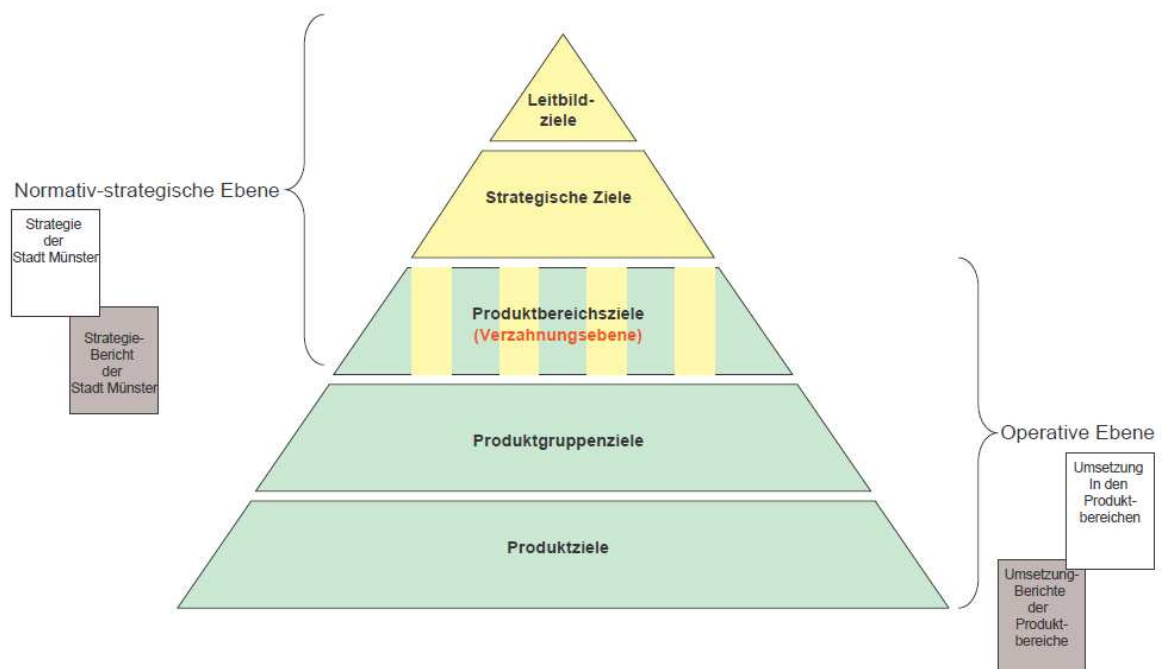 Leitbild-
ziele
Strategische Ziele
Normativ-strategische Ebene
Strategie
der
Stadt Münster
Strategie-
Bericht
der
Stadt Münster
Produktbereichsziele
(Verzahnungsebene)
Produktgruppenziele
Produktziele
Operative Ebene
Umsetzung
In den
Produkt-
bereichen
Umsetzung-
Berichte
der
Produkt-
bereiche